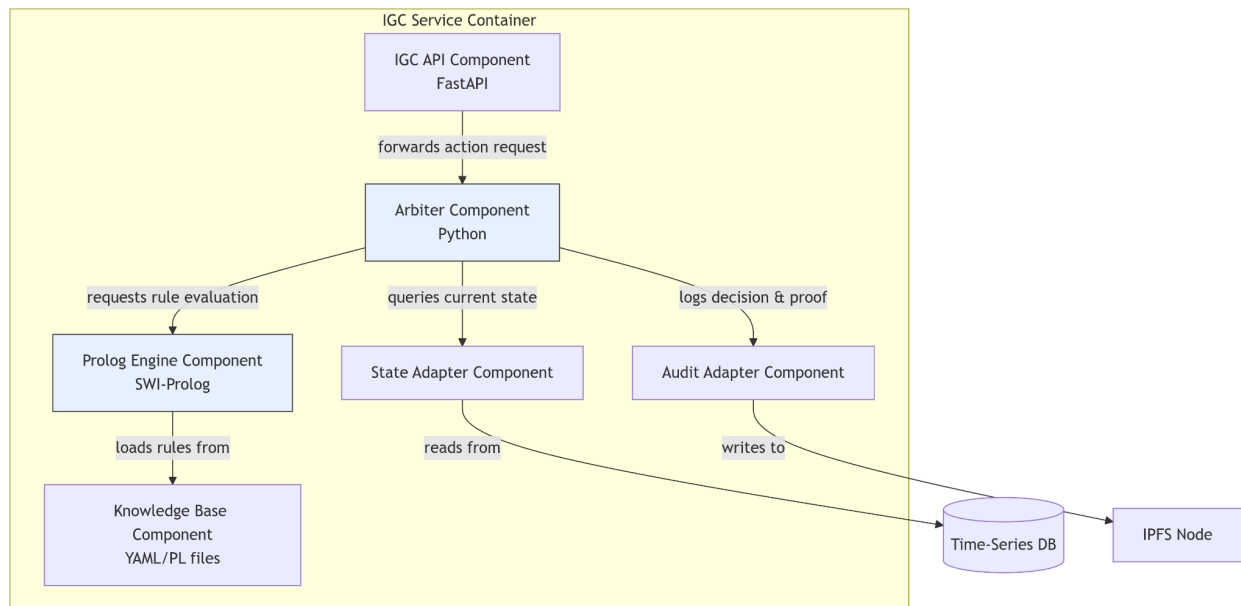 IGC Service Container
IGC API Component
FastAPI
forwards action request
Arbiter Component
Python
requests rule evaluation
queries current state
logs decision & proof
Prolog Engine Component
SWI-Prolog
State Adapter Component
Audit Adapter Component
loads rules from
reads from
writes to
Knowledge Base
Component
YAML/PL files
Time-Series DB
IPFS Node